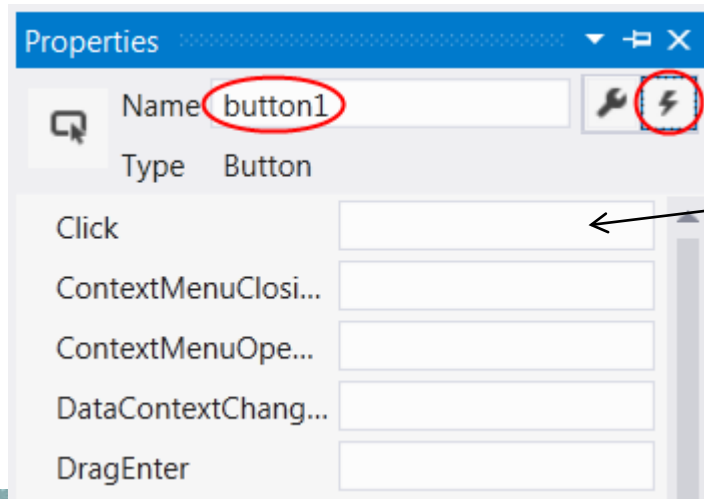 Properties
Name button1
Type Button
Click
ContextMenuClosi...
ContextMenuOpe...
DataContextChang...
DragEnter